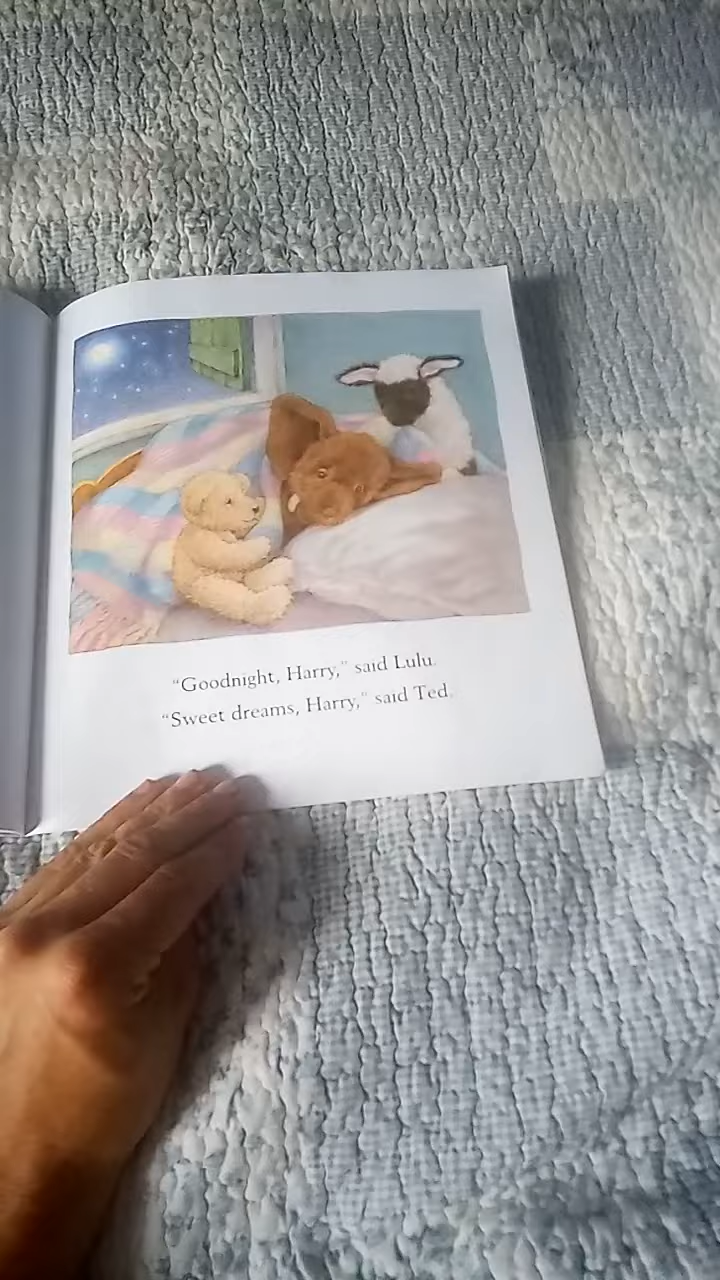 “Goodnight, Harry,” said Lulu.
“Sweet dreams, Harry,” said Ted.